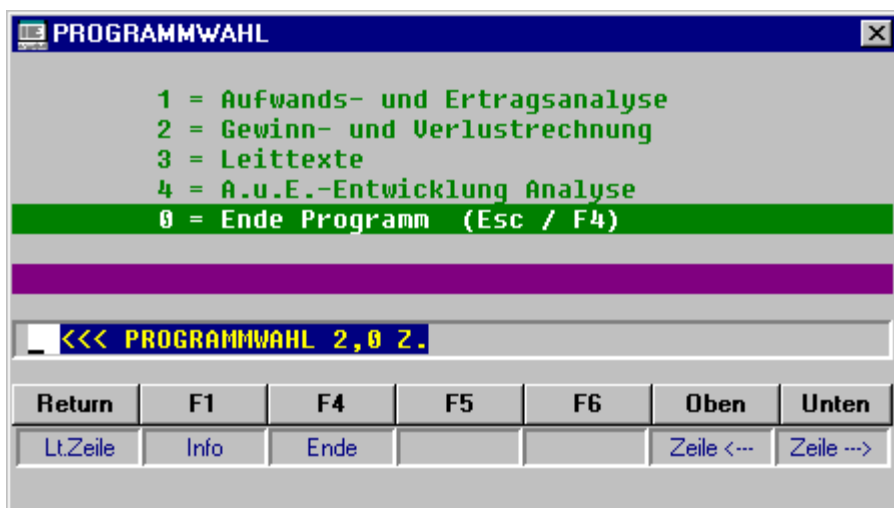 PROGRAMMWAHL
1 = Aufwands- und Ertragsanalyse
2 = Gewinn- und Verlustrechnung
3 = Leittexte
4 = A.u.E.-Entwicklung Analyse
0 = Ende Programm (Esc / F4)
_ <<< PROGRAMMWAHL 2,0 Z.
Return F1 F4 F5 F6 Oben Unten
Lt.Zeile Info Ende Zeile <--- Zeile --->